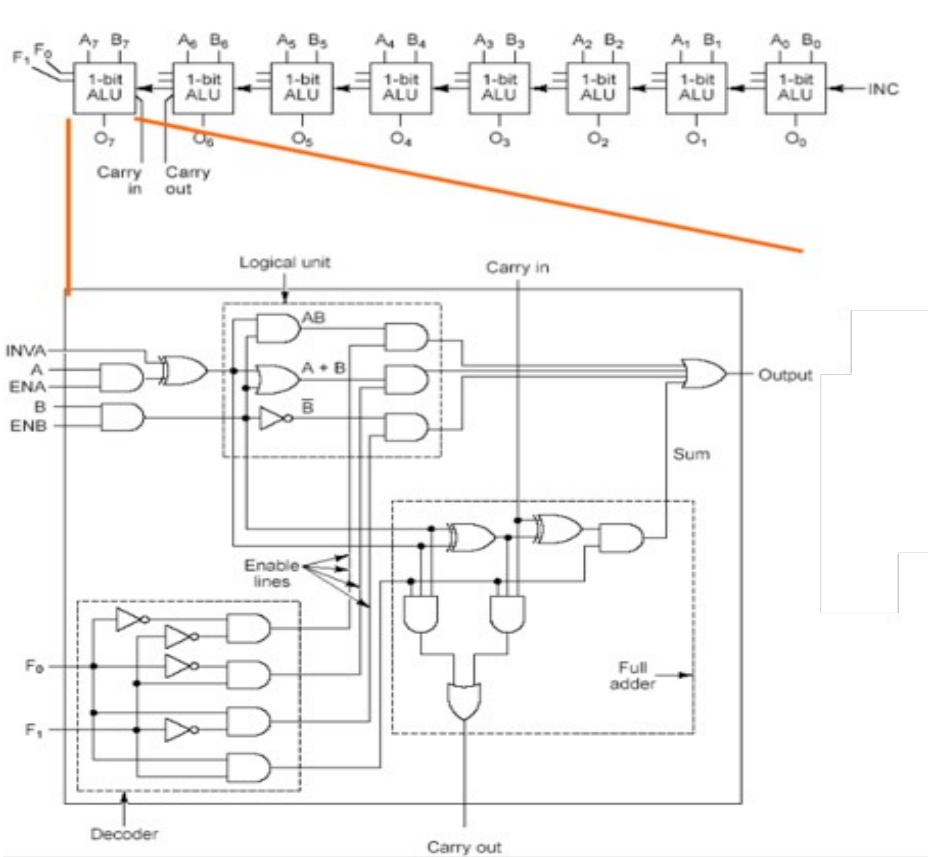 A₇ B₇ A₆ B₆ A₅ B₅ A₄ B₄ A₃ B₃ A₂ B₂ A₁ B₁ A₀ B₀
F₁ F₀
1-bit ALU
1-bit ALU
1-bit ALU
1-bit ALU
1-bit ALU
1-bit ALU
1-bit ALU
1-bit ALU
INC
O₇ O₆ O₅ O₄ O₃ O₂ O₁ O₀
Carry in
Carry out
Logical unit
Carry in
INVA
A
ENA
B
ENB
AB
A + B
B̅
Output
Sum
Enable
lines
F₀
F₁
Full
adder
Decoder
Carry out